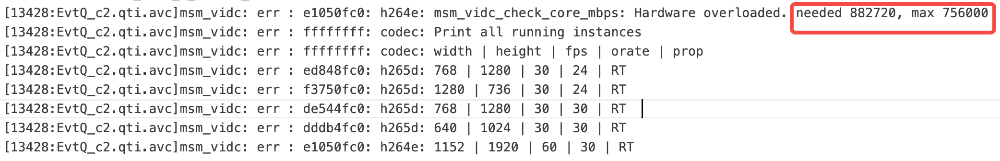 [13428:EvtQ_c2.qti.avc]msm_vidc: err : e1050fc0: h264e: msm_vidc_check_core_mbps: Hardware overloaded. needed 882720, max 756000
[13428:EvtQ_c2.qti.avc]msm_vidc: err : ffffffff: codec: Print all running instances
[13428:EvtQ_c2.qti.avc]msm_vidc: err : ffffffff: codec: width | height | fps | orate | prop
[13428:EvtQ_c2.qti.avc]msm_vidc: err : ed848fc0: h265d: 768 | 1280 | 30 | 24 | RT
[13428:EvtQ_c2.qti.avc]msm_vidc: err : f3750fc0: h265d: 1280 | 736 | 30 | 24 | RT
[13428:EvtQ_c2.qti.avc]msm_vidc: err : de544fc0: h265d: 768 | 1280 | 30 | 30 | RT
[13428:EvtQ_c2.qti.avc]msm_vidc: err : dddb4fc0: h265d: 640 | 1024 | 30 | 30 | RT
[13428:EvtQ_c2.qti.avc]msm_vidc: err : e1050fc0: h264e: 1152 | 1920 | 60 | 30 | RT